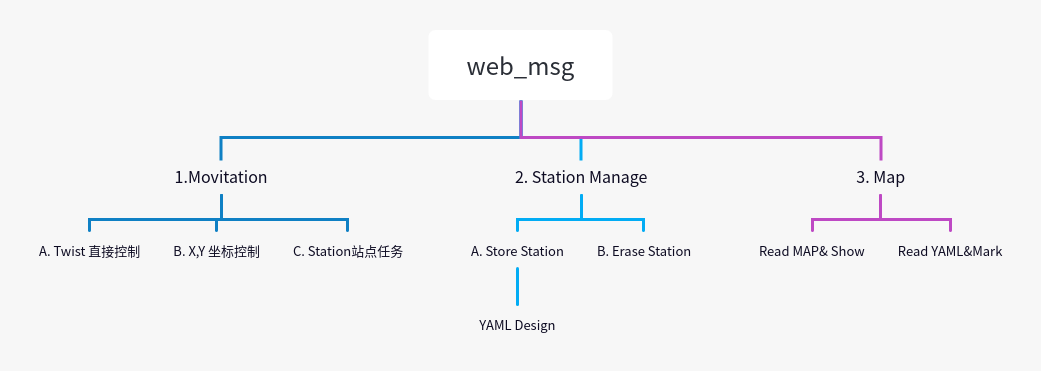 web_msg
1.Movitation
2. Station Manage
3. Map
A. Twist 直接控制
B. X,Y 坐标控制
C. Station站点任务
A. Store Station
B. Erase Station
Read MAP& Show
Read YAML&Mark
YAML Design